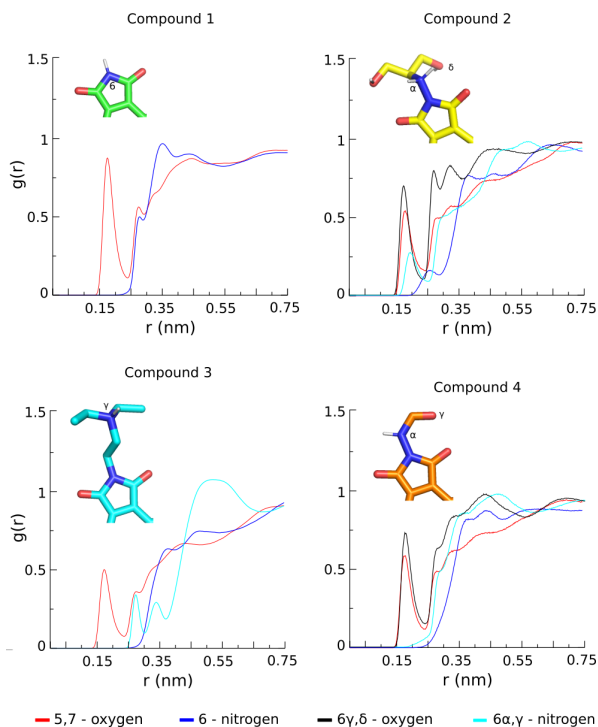 Compound 1
1.5
1
0.5
0
g(r)
6
0.15
0.35
0.55
0.75
r (nm)
Compound 2
1.5
1
0.5
0
δ
α
0.15
0.35
0.55
0.75
r (nm)
Compound 3
1.5
1
0.5
0
g(r)
γ
0.15
0.35
0.55
0.75
r (nm)
Compound 4
1.5
1
0.5
0
γ
α
0.15
0.35
0.55
0.75
r (nm)
5,7 - oxygen
6 - nitrogen
6γ,δ - oxygen
6α,γ - nitrogen